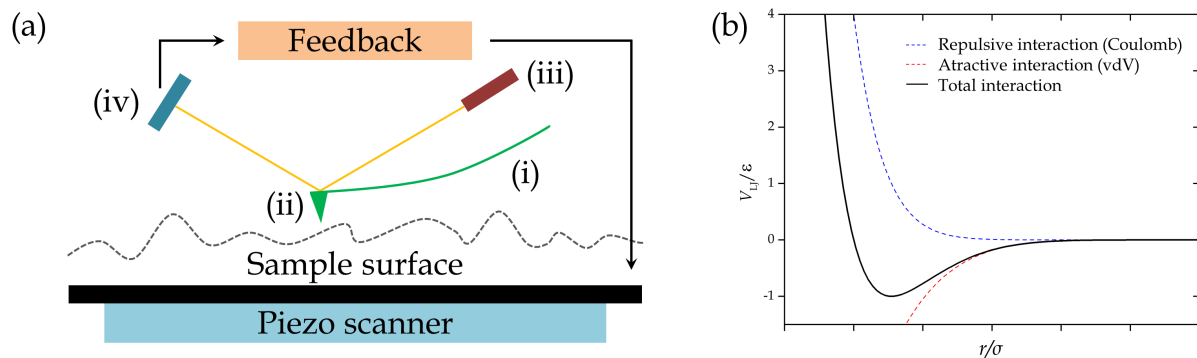 (a)
Feedback
(iv)
(iii)
(i)
(ii)
Sample surface
Piezo scanner
(b)
Repulsive interaction (Coulomb)
Atractive interaction (vdV)
Total interaction
4
3
2
1
0
-1
V_LJ/ε
r/σ